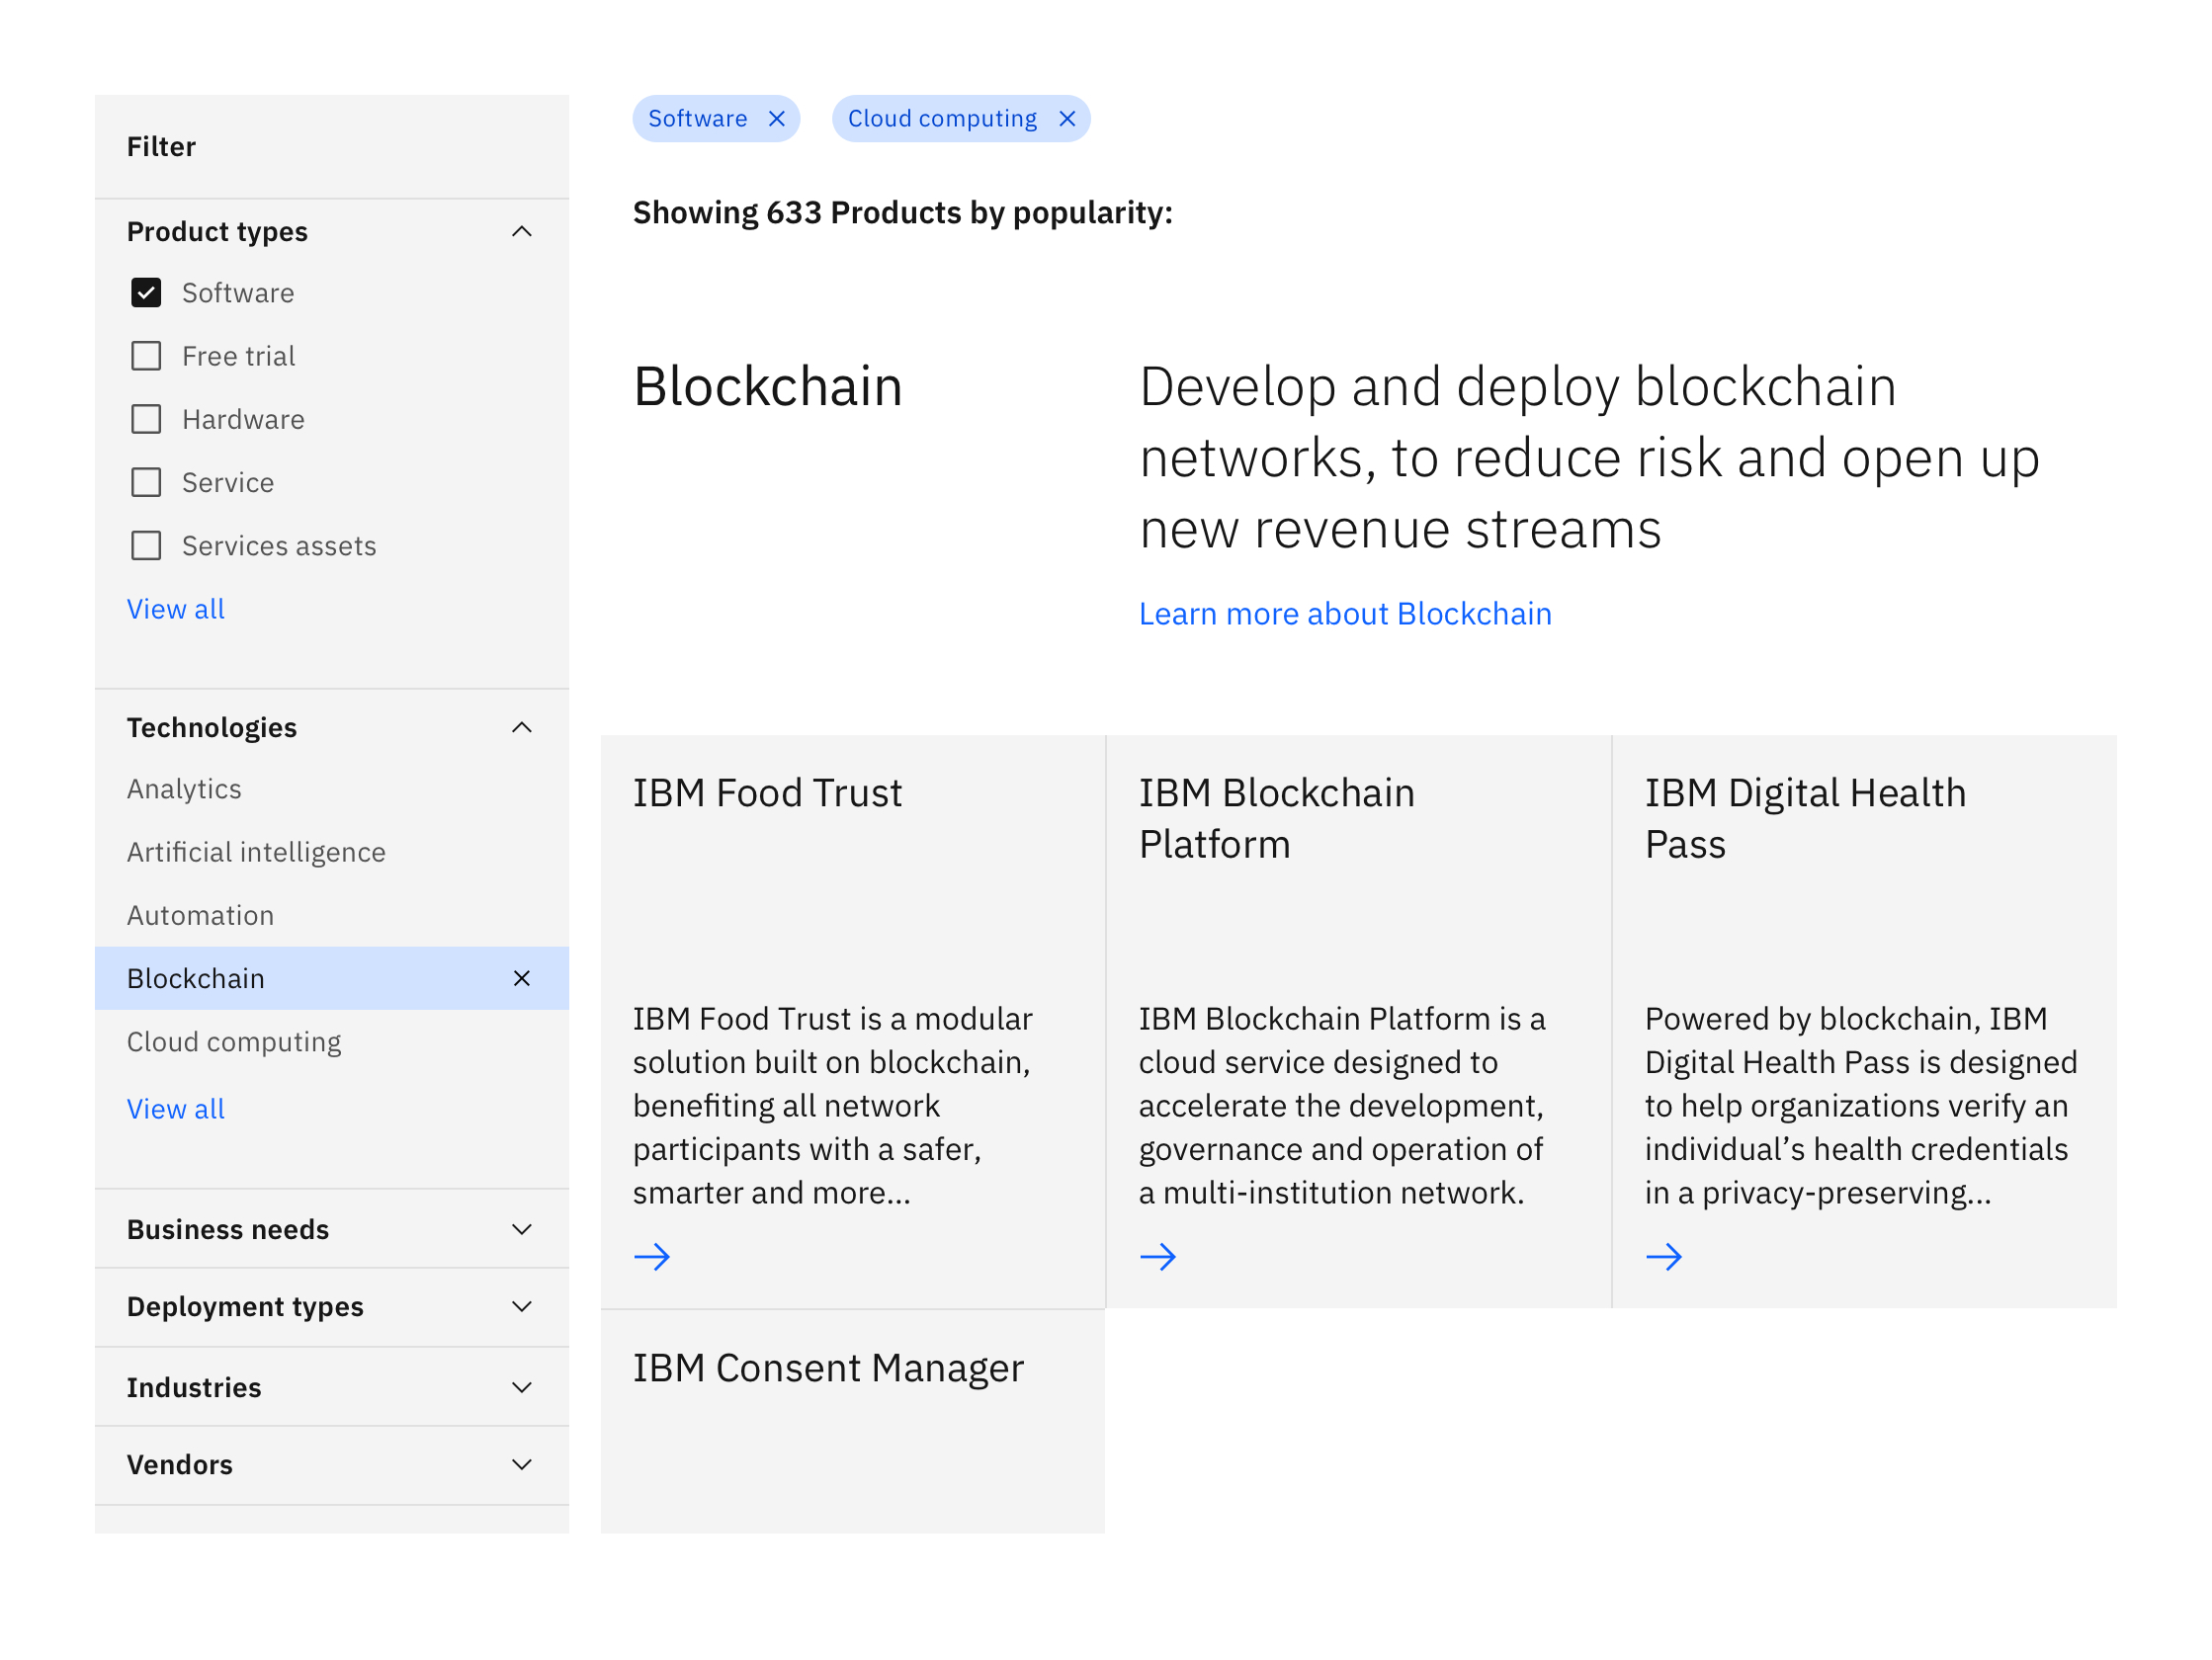 Filter
Product types
Software
Free trial
Hardware
Service
Services assets
View all
Technologies
Analytics
Artificial intelligence
Automation
Blockchain
Cloud computing
View all
Business needs
Deployment types
Industries
Vendors
Software
Cloud computing
Showing 633 Products by popularity:
Blockchain
Develop and deploy blockchain
networks, to reduce risk and open up
new revenue streams
Learn more about Blockchain
IBM Food Trust
IBM Food Trust is a modular
solution built on blockchain,
benefiting all network
participants with a safer,
smarter and more...
IBM Blockchain
Platform
IBM Blockchain Platform is a
cloud service designed to
accelerate the development,
governance and operation of
a multi-institution network.
IBM Digital Health
Pass
Powered by blockchain, IBM
Digital Health Pass is designed
to help organizations verify an
individual’s health credentials
in a privacy-preserving...
IBM Consent Manager